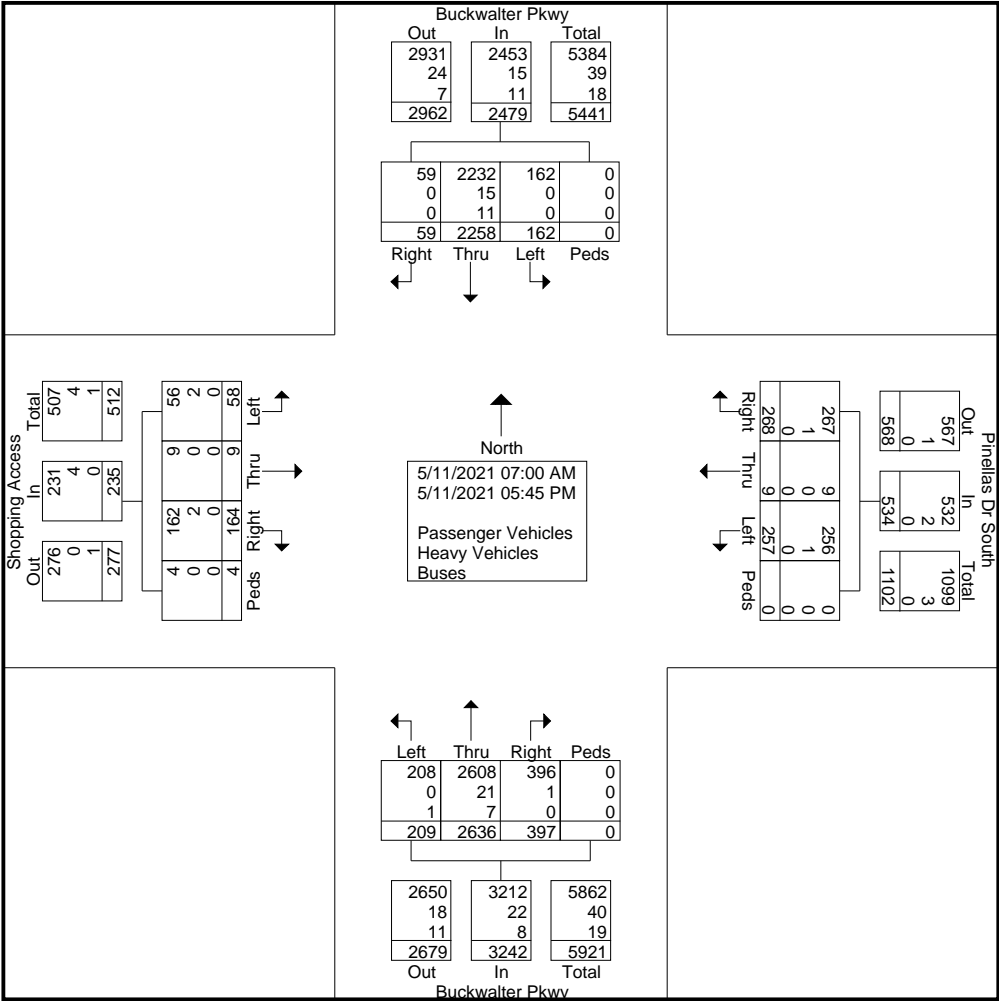 Buckwalter Pkwy
Out In Total
2931 2453 5384
24 15 39
7 11 18
2962 2479 5441
59 2232 162 0
0 15 0 0
0 11 0 0
59 2258 162 0
Right Thru Left Peds
Shopping Access
Total
507 4 1 512
In
231 4 0 235
Out
276 0 1 277
56 2 0 58
Left
9 0 0 9
Thru
162 2 0 164
Right
4 0 0 4
Peds
North
5/11/2021 07:00 AM
5/11/2021 05:45 PM
Passenger Vehicles
Heavy Vehicles
Buses
Right
267 1 0 268
Thru
9 0 0 9
Left
256 1 0 257
Peds
0 0 0 0
Pinellas Dr South
Out
567 1 0 568
In
532 2 0 534
Total
1099 3 0 1102
Left Thru Right Peds
208 2608 396 0
0 21 1 0
1 7 0 0
209 2636 397 0
2650 3212 5862
18 22 40
11 8 19
2679 3242 5921
Out In Total
Buckwalter Pkwy